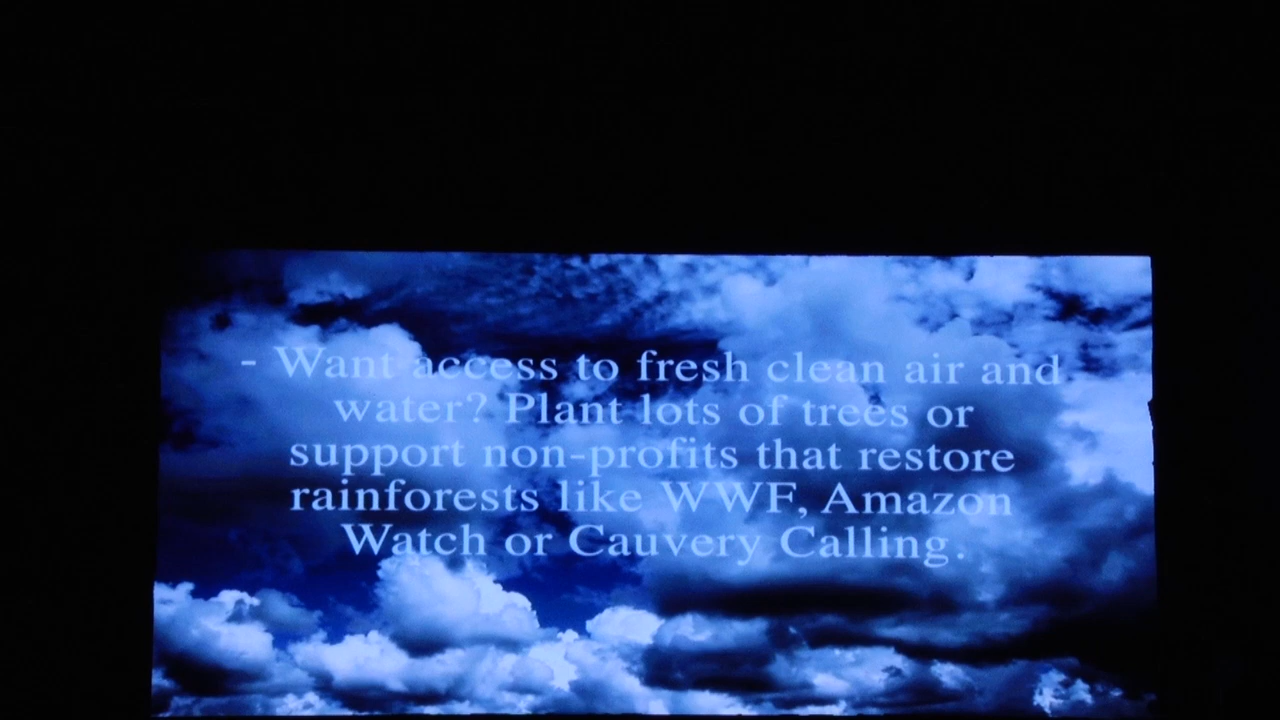 - Want access to fresh clean air and
water? Plant lots of trees or
support non-profits that restore
rainforests like WWF, Amazon
Watch or Cauvery Calling.